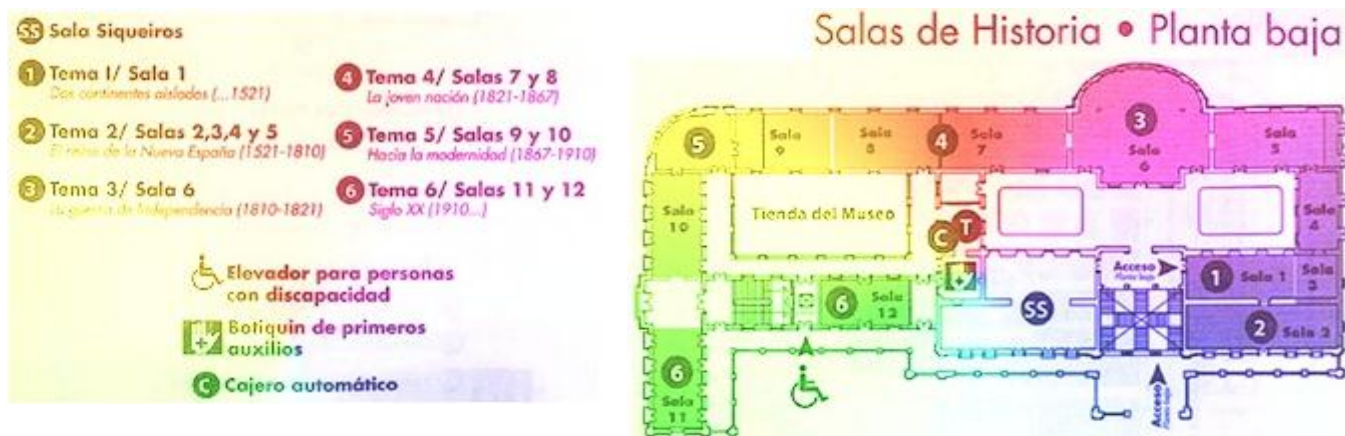 SS Sala Siqueiros
1 Tema I/ Sala 1
Dos continentes aislados (...1521)
2 Tema 2/ Salas 2,3,4 y 5
El reino de la Nueva España (1521-1810)
3 Tema 3/ Sala 6
de Independencia (1810-1821)
4 Tema 4/ Salas 7 y 8
La joven nación (1821-1867)
5 Tema 5/ Salas 9 y 10
Hacia la modernidad (1867-1910)
6 Tema 6/ Salas 11 y 12
Siglo XX (1910...)
Elevador para personas
con discapacidad
Botiquin de primeros
auxilios
C Cajero automático
Salas de Historia • Planta baja
5
Sala
9
Sala
8
4
Sala
7
3
Sala
6
Sala
5
Sala
10
Tienda del Museo
C
T
Sala
4
Acceso
Planta baja
1
Sala 1
Sala
3
6
Sala
12
SS
2
Sala 2
6
Sala
11
Acceso
Planta baja